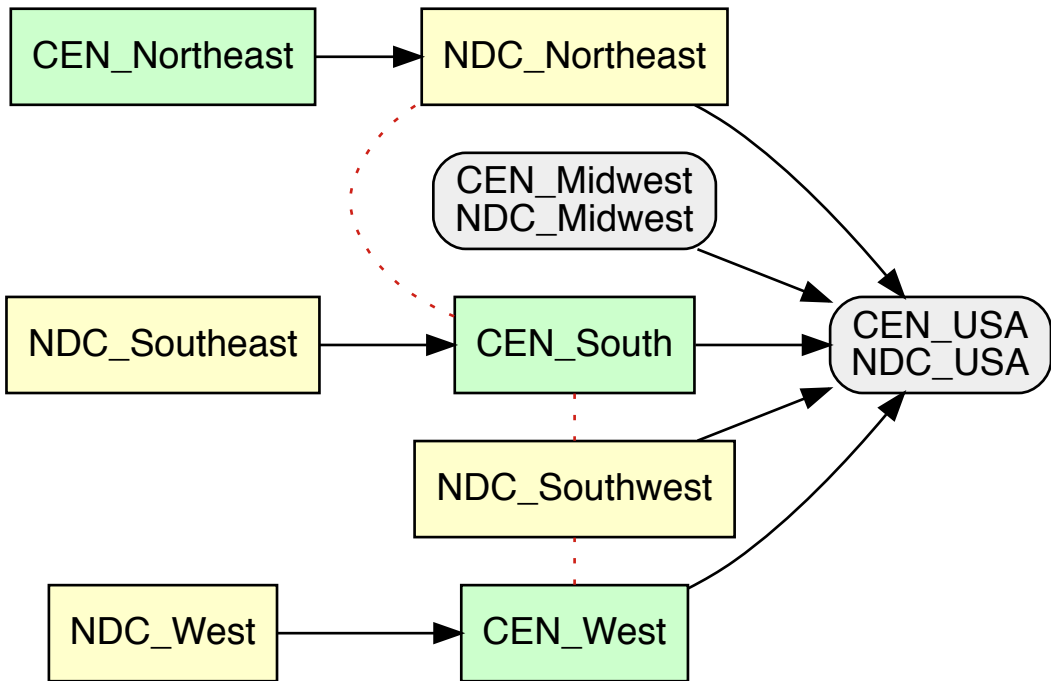 CEN_Northeast
NDC_Northeast
CEN_Midwest
NDC_Midwest
NDC_Southeast
CEN_South
CEN_USA
NDC_USA
NDC_Southwest
NDC_West
CEN_West